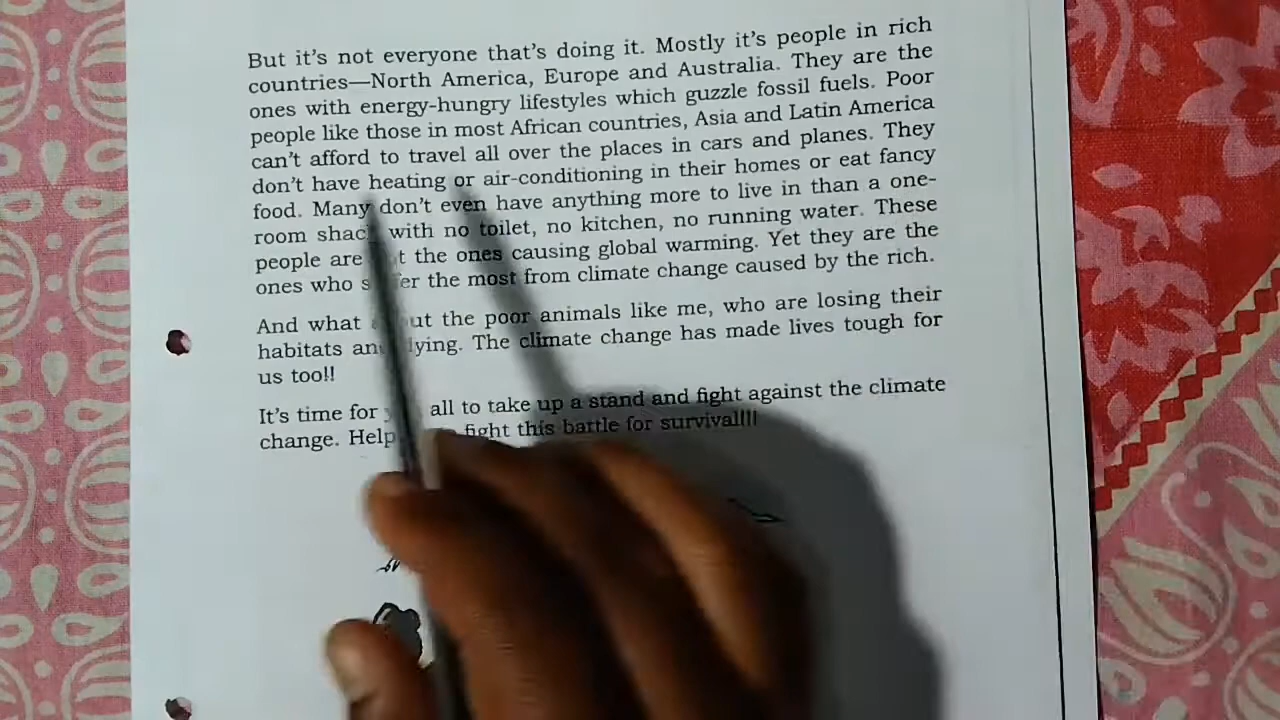 But it's not everyone that's doing it. Mostly it's people in rich
countries—North America, Europe and Australia. They are the
ones with energy-hungry lifestyles which guzzle fossil fuels. Poor
people like those in most African countries, Asia and Latin America
can't afford to travel all over the places in cars and planes. They
don't have heating or air-conditioning in their homes or eat fancy
food. Many don't even have anything more to live in than a one-
room shack with no toilet, no kitchen, no running water. These
people are the ones causing global warming. Yet they are the
ones who the most from climate change caused by the rich.
And what the poor animals like me, who are losing their
habitats The climate change has made lives tough for
us too!!
It's time for all to take up a stand and fight against the climate
change. Help fight this battle for survival!!!